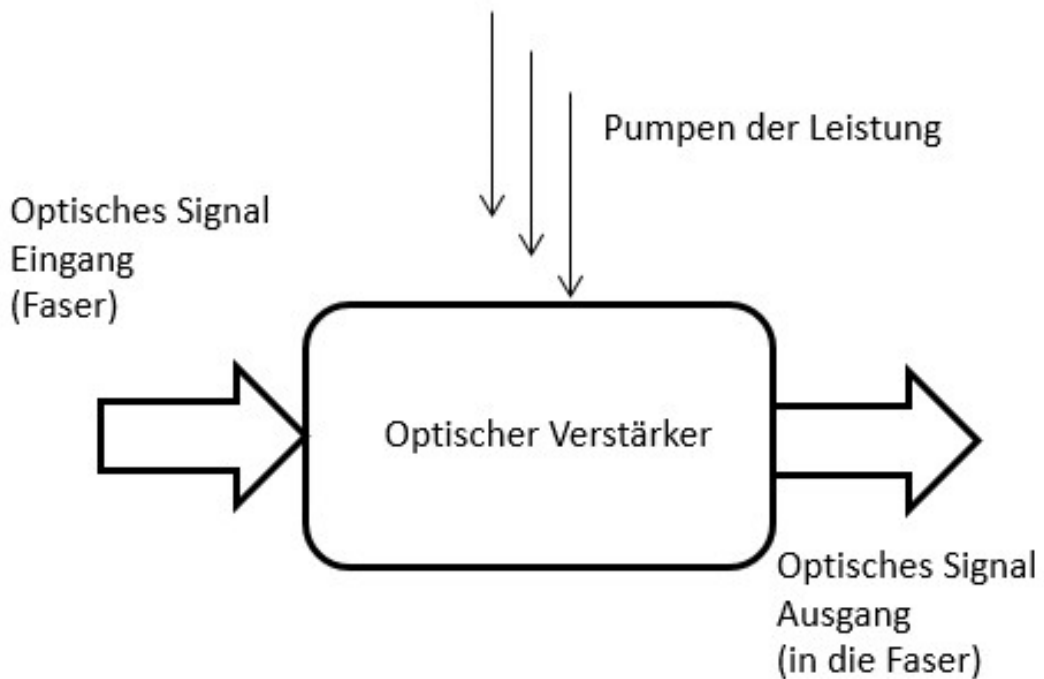 Pumpen der Leistung
Optisches Signal
Eingang
(Faser)
Optischer Verstärker
Optisches Signal
Ausgang
(in die Faser)